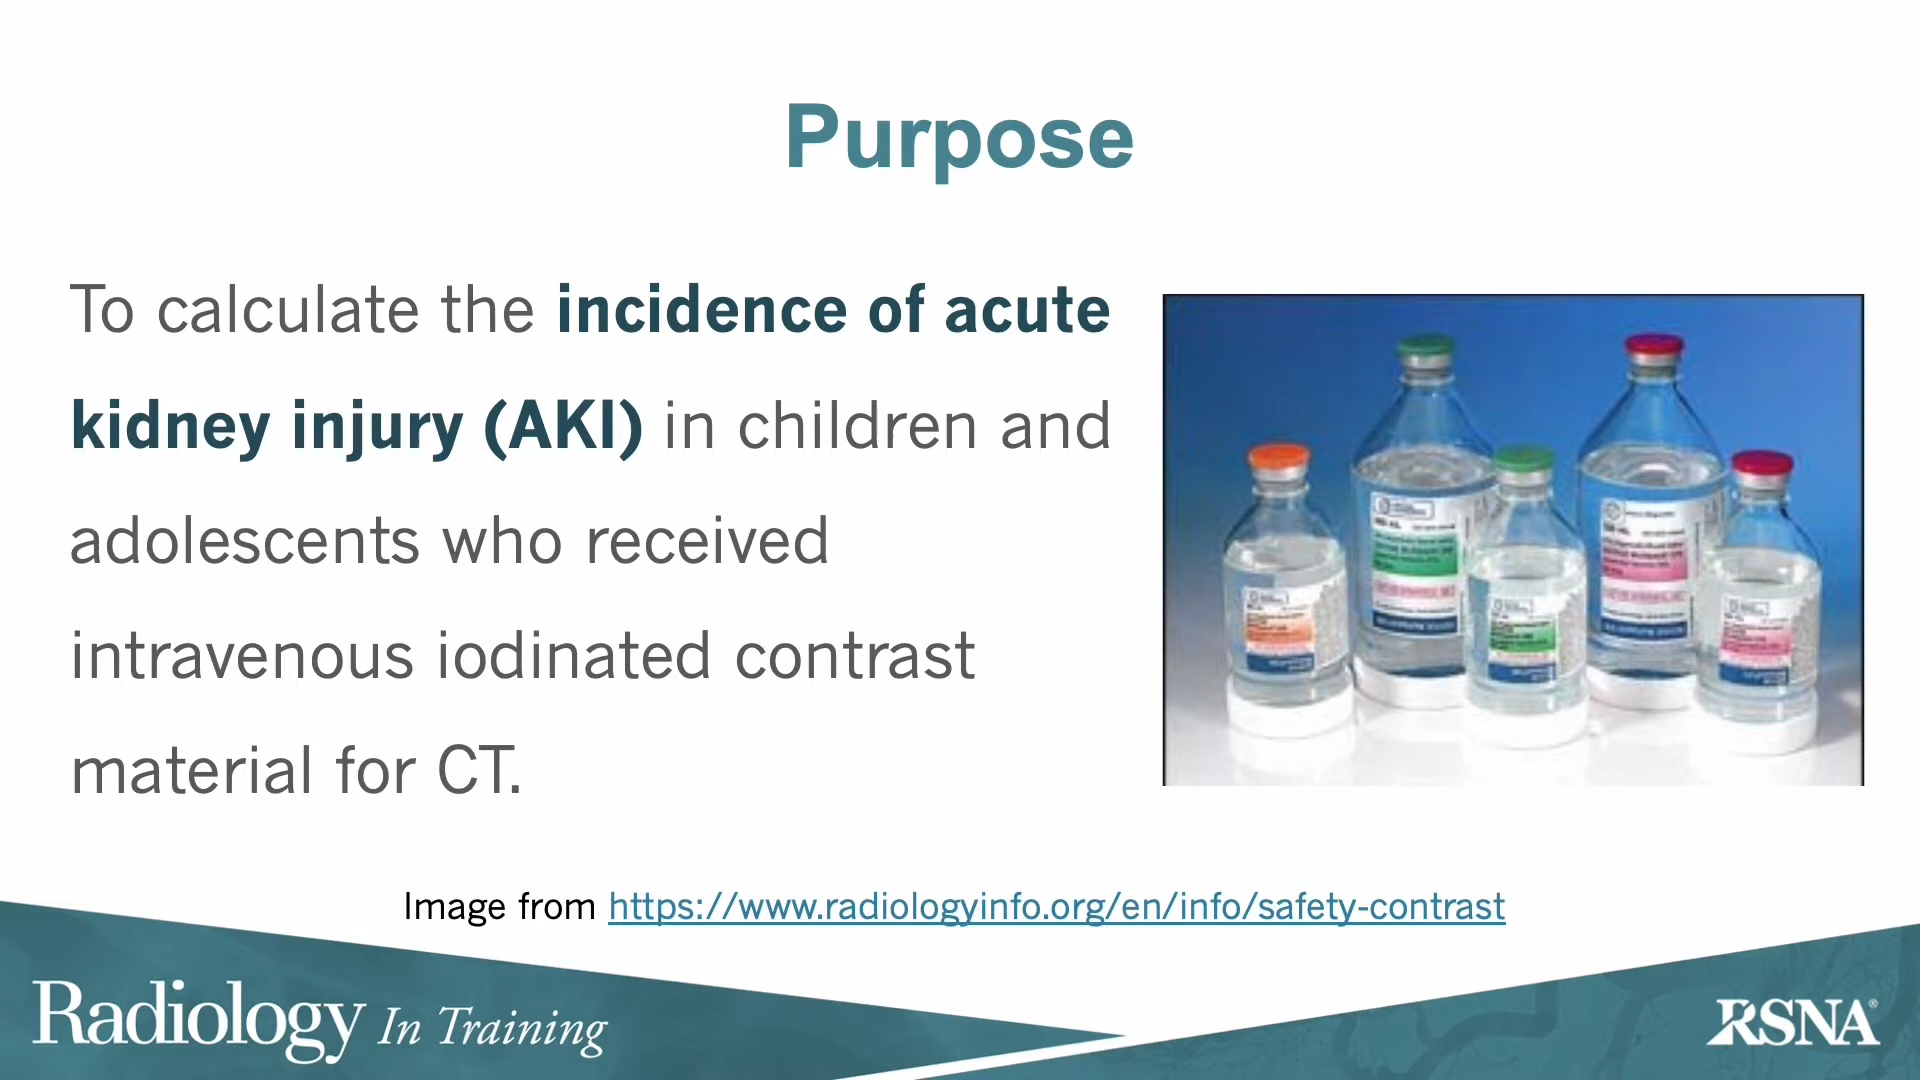 Purpose
To calculate the incidence of acute
kidney injury (AKI) in children and
adolescents who received
intravenous iodinated contrast
material for CT.
Image from https://www.radiologyinfo.org/en/info/safety-contrast
Radiology In Training
RSNA®